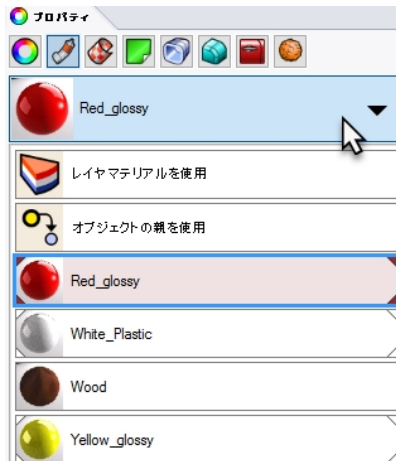 プロパティ
Red_glossy
レイヤマテリアルを使用
オブジェクトの親を使用
Red_glossy
White_Plastic
Wood
Yellow_glossy